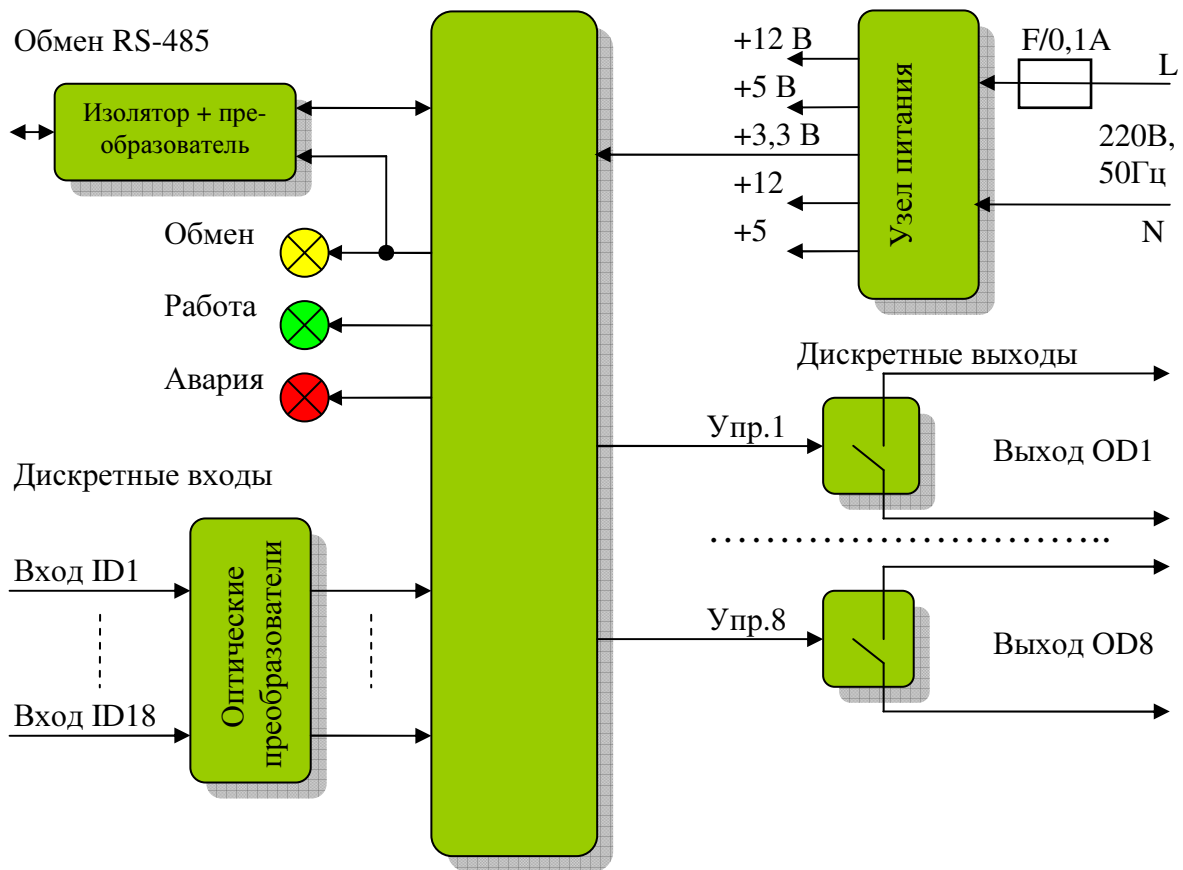 Обмен RS-485
Изолятор + пре-
образователь
Обмен
Работа
Авария
Дискретные входы
Вход ID1
Вход ID18
Оптические
преобразователи
+12 В
+5 В
+3,3 В
+12
+5
Узел питания
F/0,1A
L
220В,
50Гц
N
Дискретные выходы
Упр.1
Выход OD1
Упр.8
Выход OD8